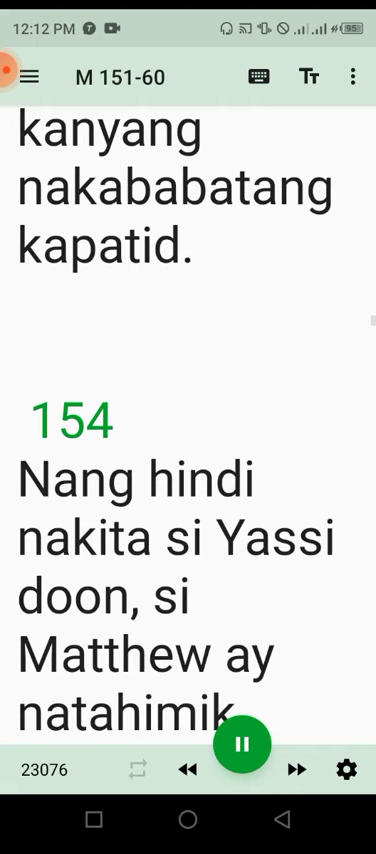 12:12 PM
95
M 151-60
kanyang
nakababatang
kapatid.
154
Nang hindi
nakita si Yassi
doon, si
Matthew ay
natahimik
23076